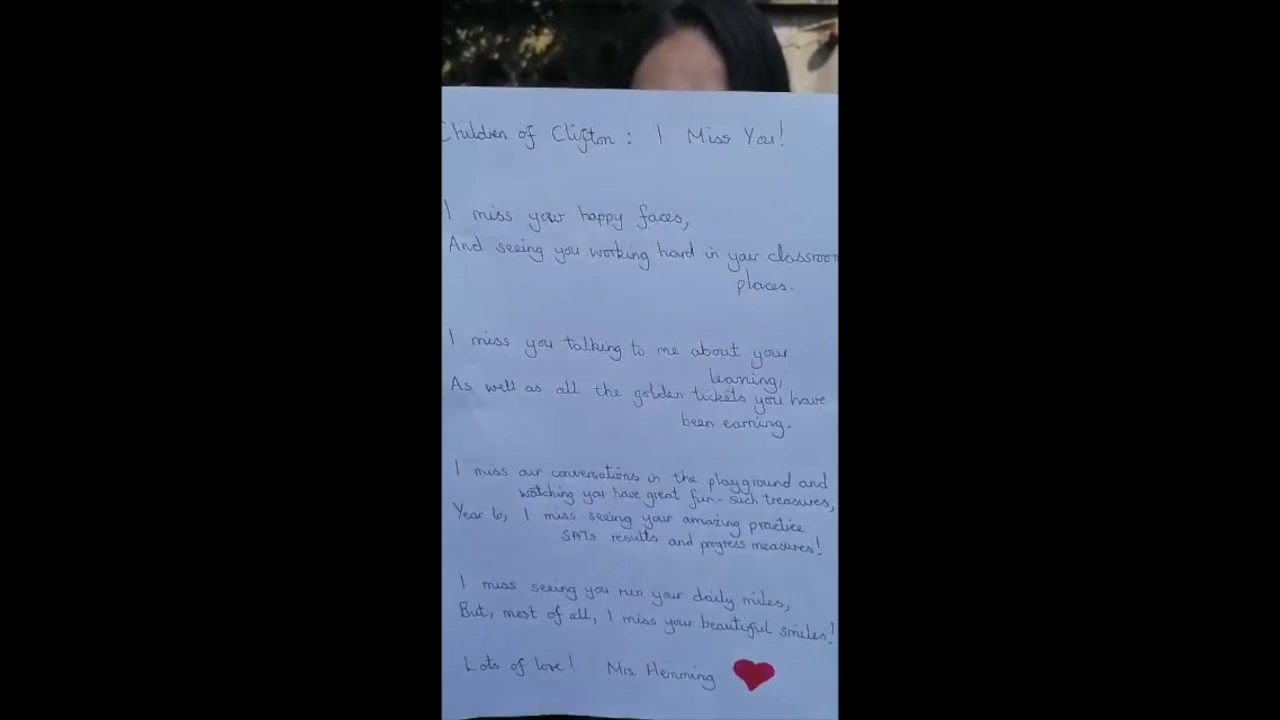 Children of Clifton : I Miss You!
I miss your happy faces,
And seeing you working hard in your classroom
places.
I miss you talking to me about your
learning,
As well as all the golden tickets you have
been earning.
I miss our conversations in the playground and
watching you have great fun - such treasures,
Year 6, I miss seeing your amazing practice
SATs results and progress measures!
I miss seeing you run your daily miles,
But, most of all, I miss your beautiful smiles!
Lots of love! Mrs. Hemming